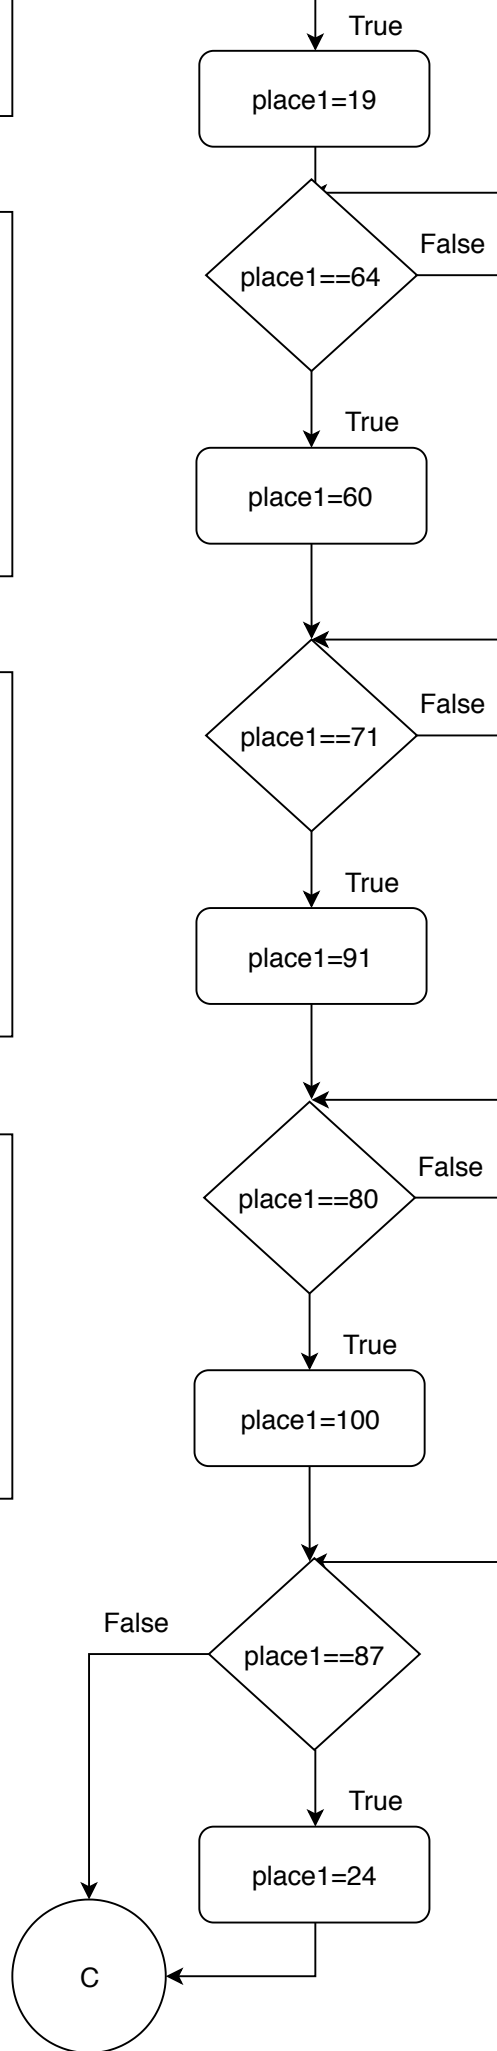 True
place1=19
place1==64
False
True
place1=60
place1==71
False
True
place1=91
place1==80
False
True
place1=100
False
place1==87
True
place1=24
C